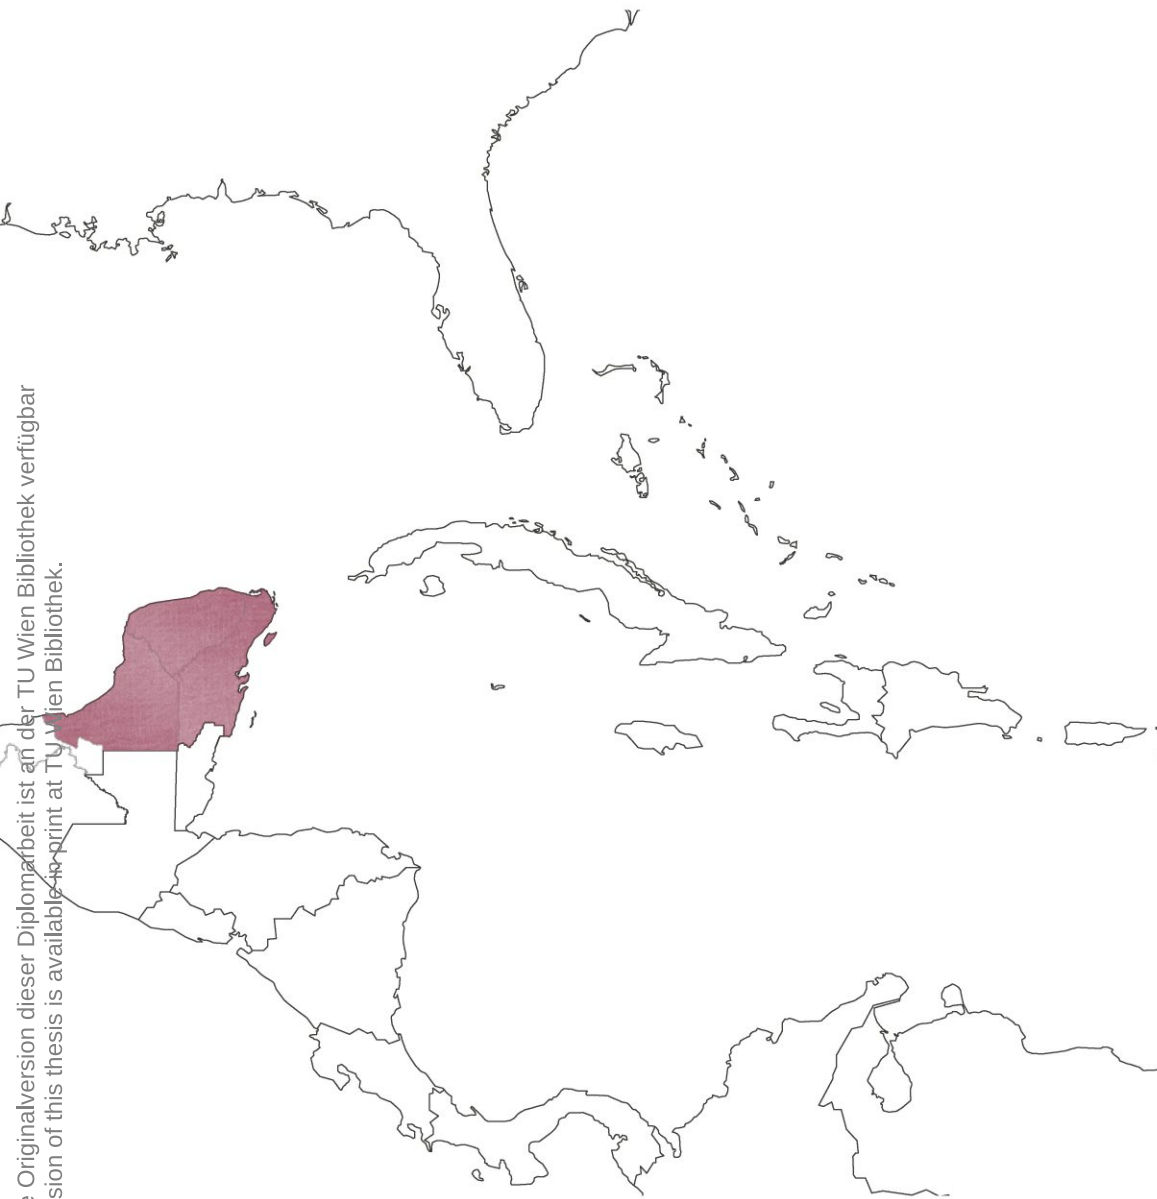 e Originalversion dieser Diplomarbeit ist an der TU Wien Bibliothek verfügbar
sion of this thesis is available in print at TU Wien Bibliothek.